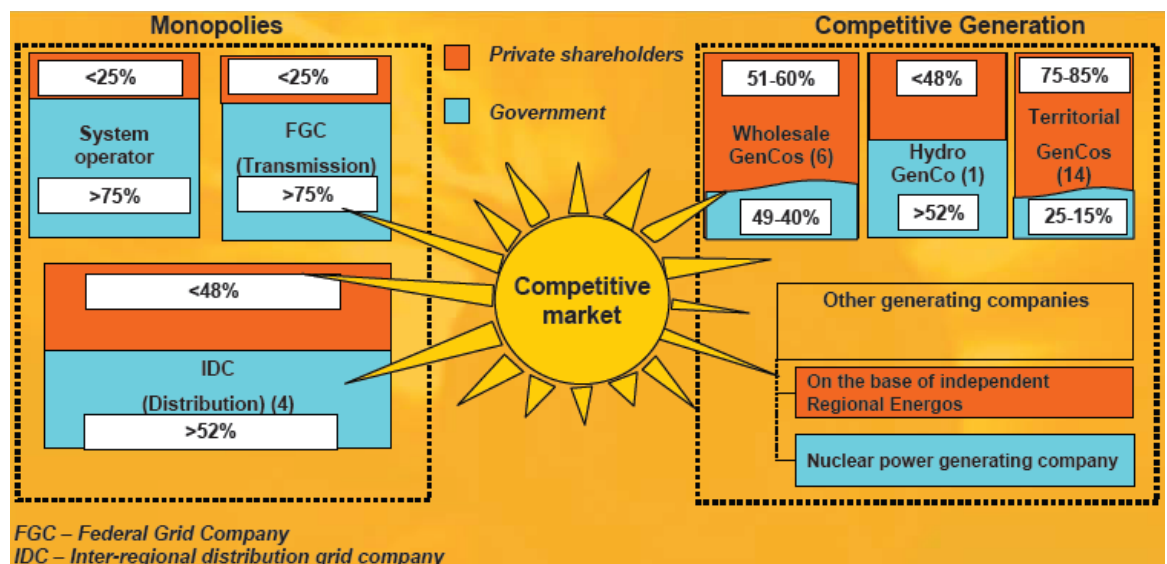 Monopolies
<25%
System
operator
>75%
<25%
FGC
(Transmission)
>75%
<48%
IDC
(Distribution) (4)
>52%
Private shareholders
Government
Competitive
market
Competitive Generation
51-60%
Wholesale
GenCos (6)
49-40%
<48%
Hydro
GenCo (1)
>52%
75-85%
Territorial
GenCos
(14)
25-15%
Other generating companies
On the base of independent
Regional Energos
Nuclear power generating company
FGC – Federal Grid Company
IDC – Inter-regional distribution grid company